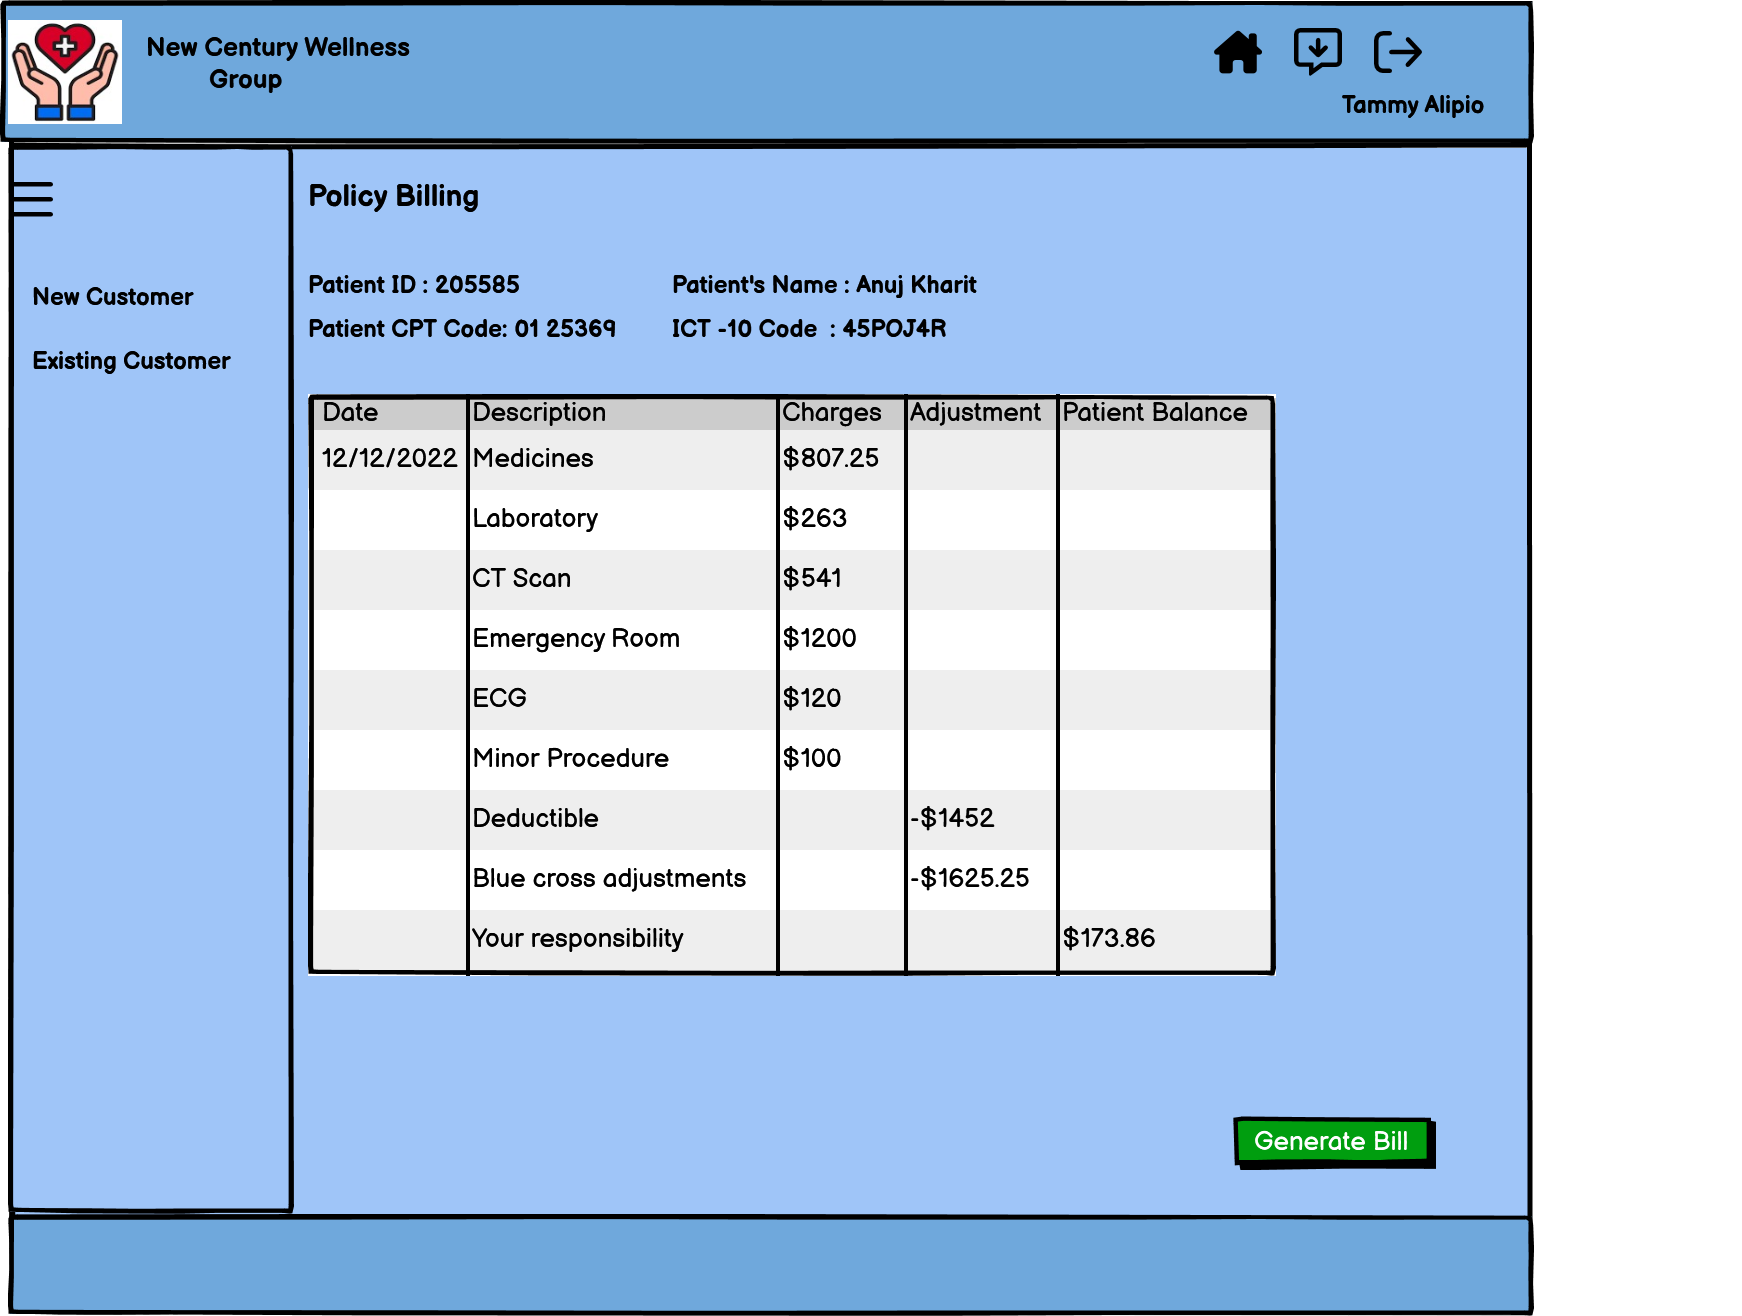 New Century Wellness
Group
Tammy Alipio
Policy Billing
New Customer
Existing Customer
Patient ID : 205585 Patient's Name : Anuj Kharit
Patient CPT Code: 01 25369 ICT -10 Code : 45POJ4R
Date Description Charges Adjustment Patient Balance
12/12/2022 Medicines $807.25
Laboratory $263
CT Scan $541
Emergency Room $1200
ECG $120
Minor Procedure $100
Deductible -$1452
Blue cross adjustments -$1625.25
Your responsibility $173.86
Generate Bill